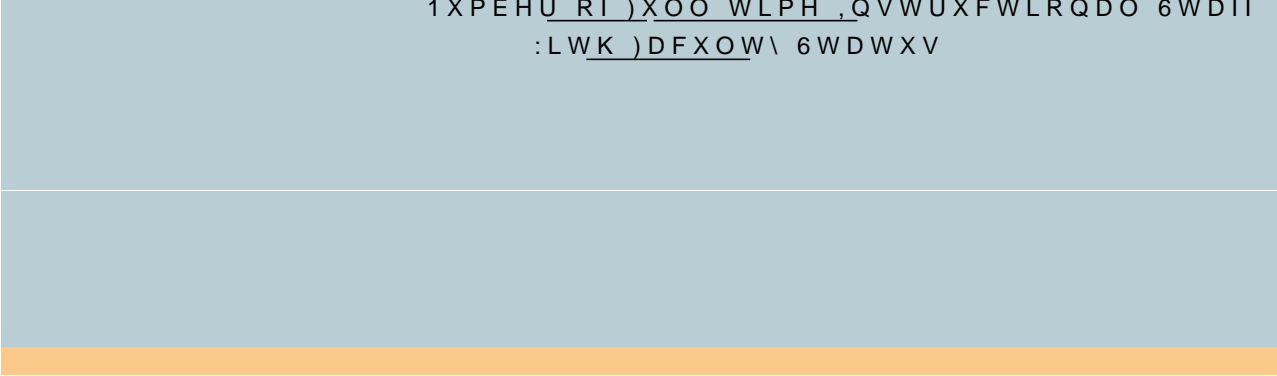 1XPEHU RI )XOO WLPH ,QVWUXFWLRQDO 6WDII
:LWK )DFXOW\ 6WDWXV